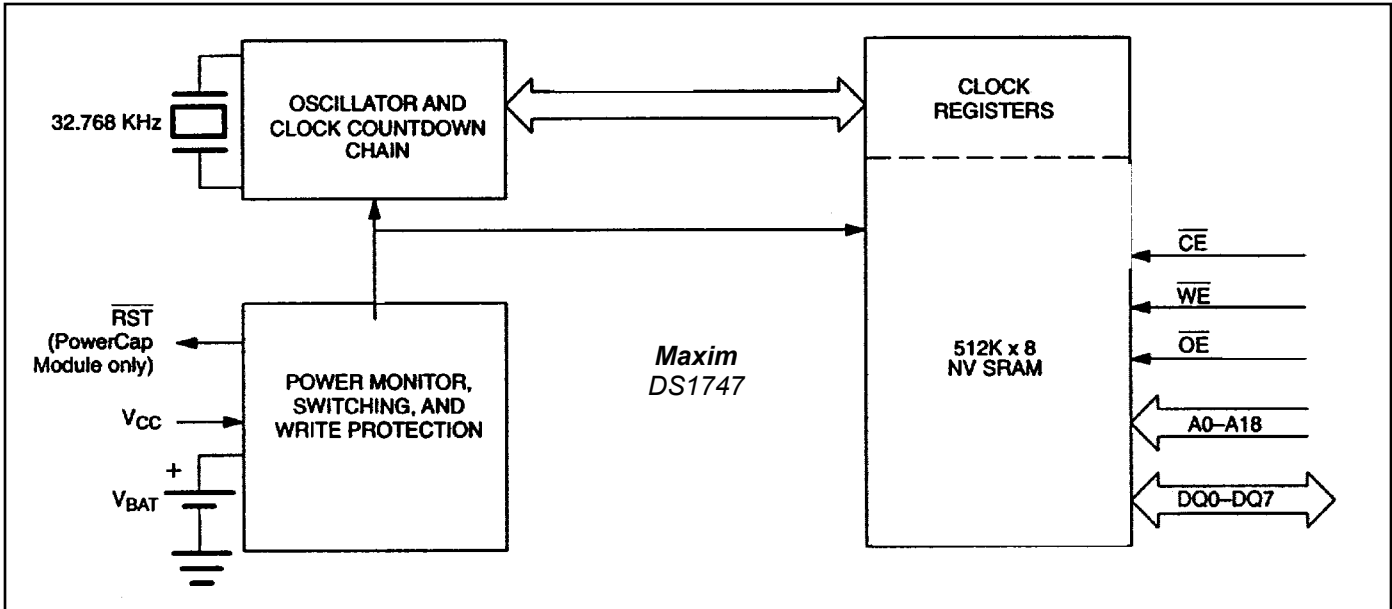 32.768 KHz
OSCILLATOR AND
CLOCK COUNTDOWN
CHAIN
CLOCK
REGISTERS
RST
(PowerCap
Module only)
VCC
+
VBAT
POWER MONITOR,
SWITCHING, AND
WRITE PROTECTION
Maxim
DS1747
512K x 8
NV SRAM
CE
WE
OE
A0–A18
DQ0–DQ7